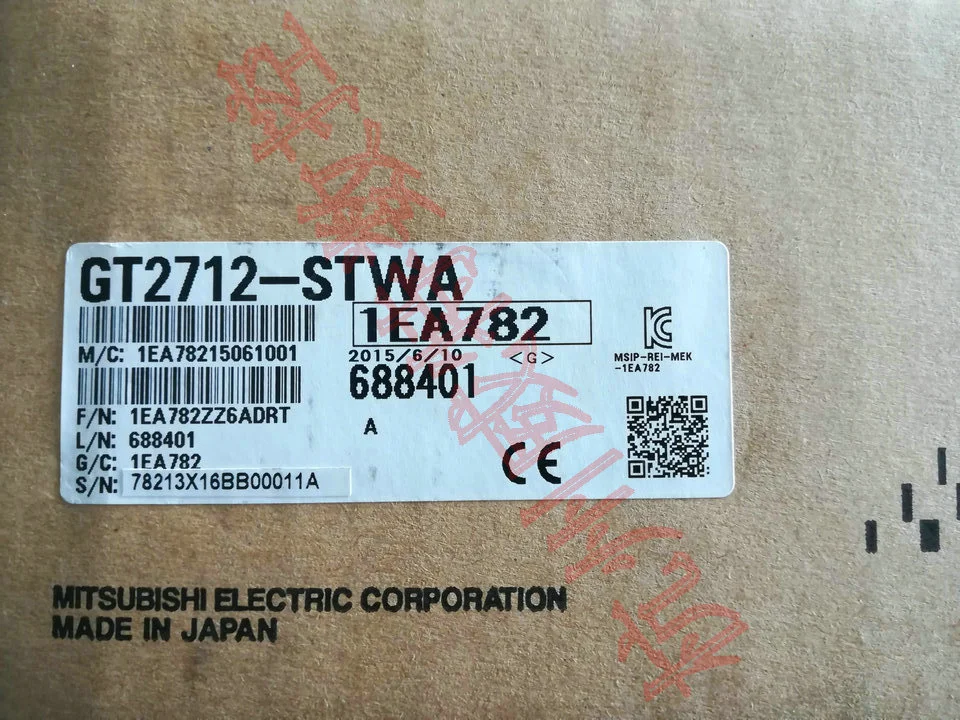 GT2712-STWA
1EA782
M/C: 1EA78215061001
2015/6/10 <G>
688401
MSIP-REI-MEK
-1EA782
F/N: 1EA782ZZ6ADRT
A
L/N: 688401
G/C: 1EA782
CE
S/N: 78213X16BB00011A
MITSUBISHI ELECTRIC CORPORATION
MADE IN JAPAN